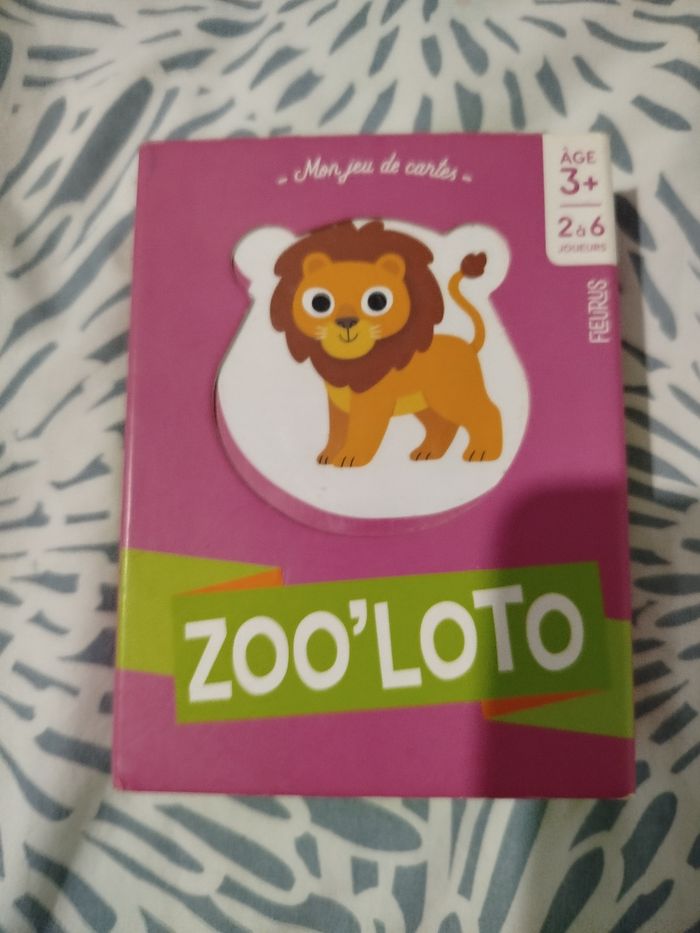 - Mon jeu de cartes -
ÂGE
3+
2 à 6
JOUEURS
FLEURUS
ZOO'LOTO